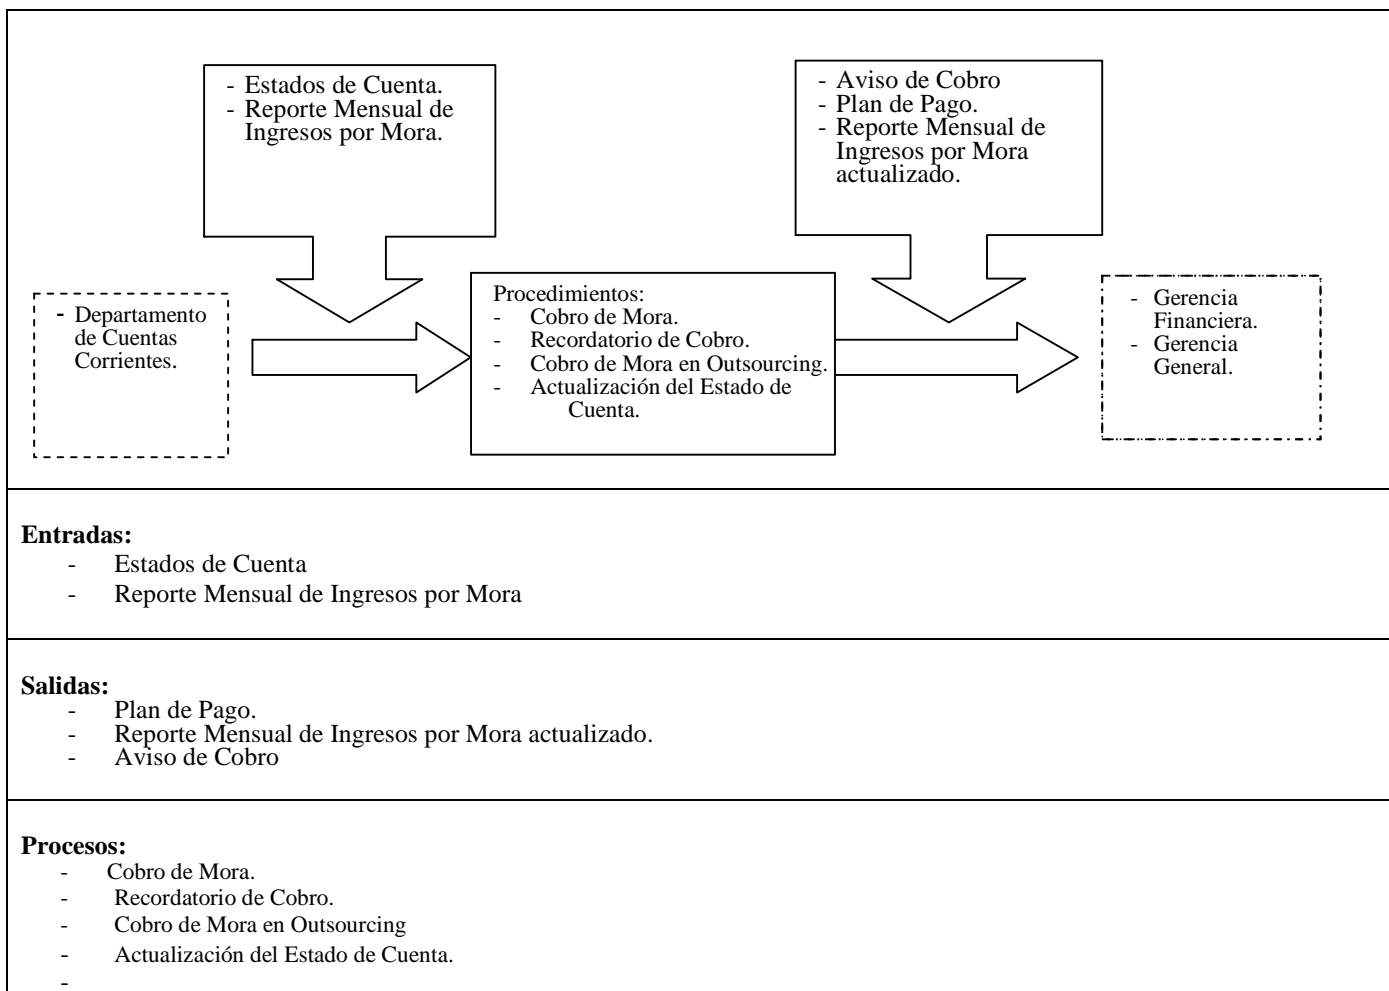 - Estados de Cuenta.
- Reporte Mensual de
Ingresos por Mora.
- Aviso de Cobro
- Plan de Pago.
- Reporte Mensual de
Ingresos por Mora
actualizado.
- Departamento
de Cuentas
Corrientes.
Procedimientos:
- Cobro de Mora.
- Recordatorio de Cobro.
- Cobro de Mora en Outsourcing.
- Actualización del Estado de
Cuenta.
- Gerencia
Financiera.
- Gerencia
General.
Entradas:
- Estados de Cuenta
- Reporte Mensual de Ingresos por Mora
Salidas:
- Plan de Pago.
- Reporte Mensual de Ingresos por Mora actualizado.
- Aviso de Cobro
Procesos:
- Cobro de Mora.
- Recordatorio de Cobro.
- Cobro de Mora en Outsourcing
- Actualización del Estado de Cuenta.
-